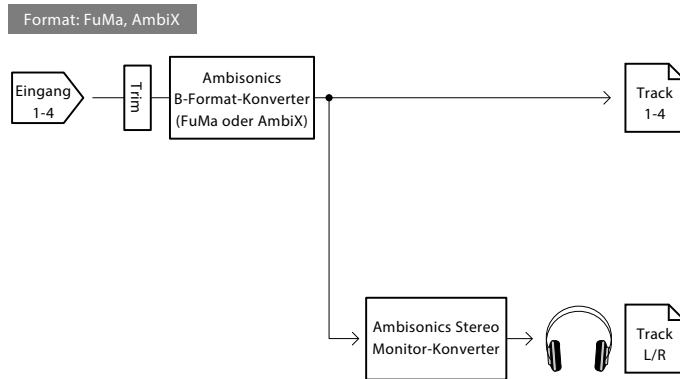 Format: FuMa, AmbiX
Eingang
1-4
Trim
Ambisonics
B-Format-Konverter
(FuMa oder AmbiX)
Track
1-4
Ambisonics Stereo
Monitor-Konverter
Track
L/R